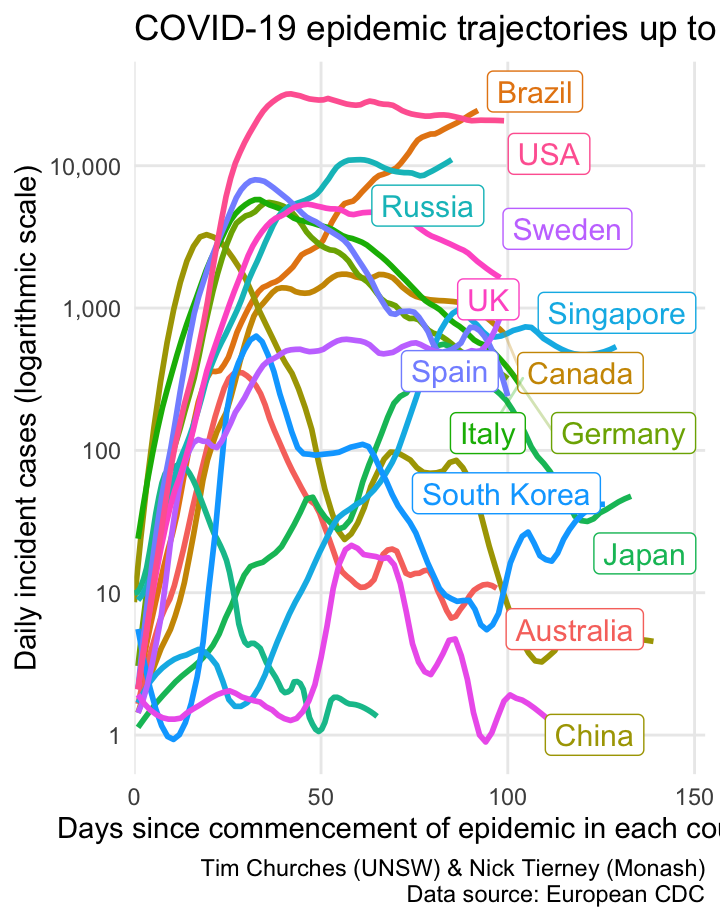 COVID-19 epidemic trajectories up to
Daily incident cases (logarithmic scale)
10,000
1,000
100
10
1
Brazil
USA
Russia
Sweden
UK
Singapore
Spain
Canada
Italy
Germany
South Korea
Japan
Australia
China
0
50
100
150
Days since commencement of epidemic in each cou
Tim Churches (UNSW) & Nick Tierney (Monash)
Data source: European CDC